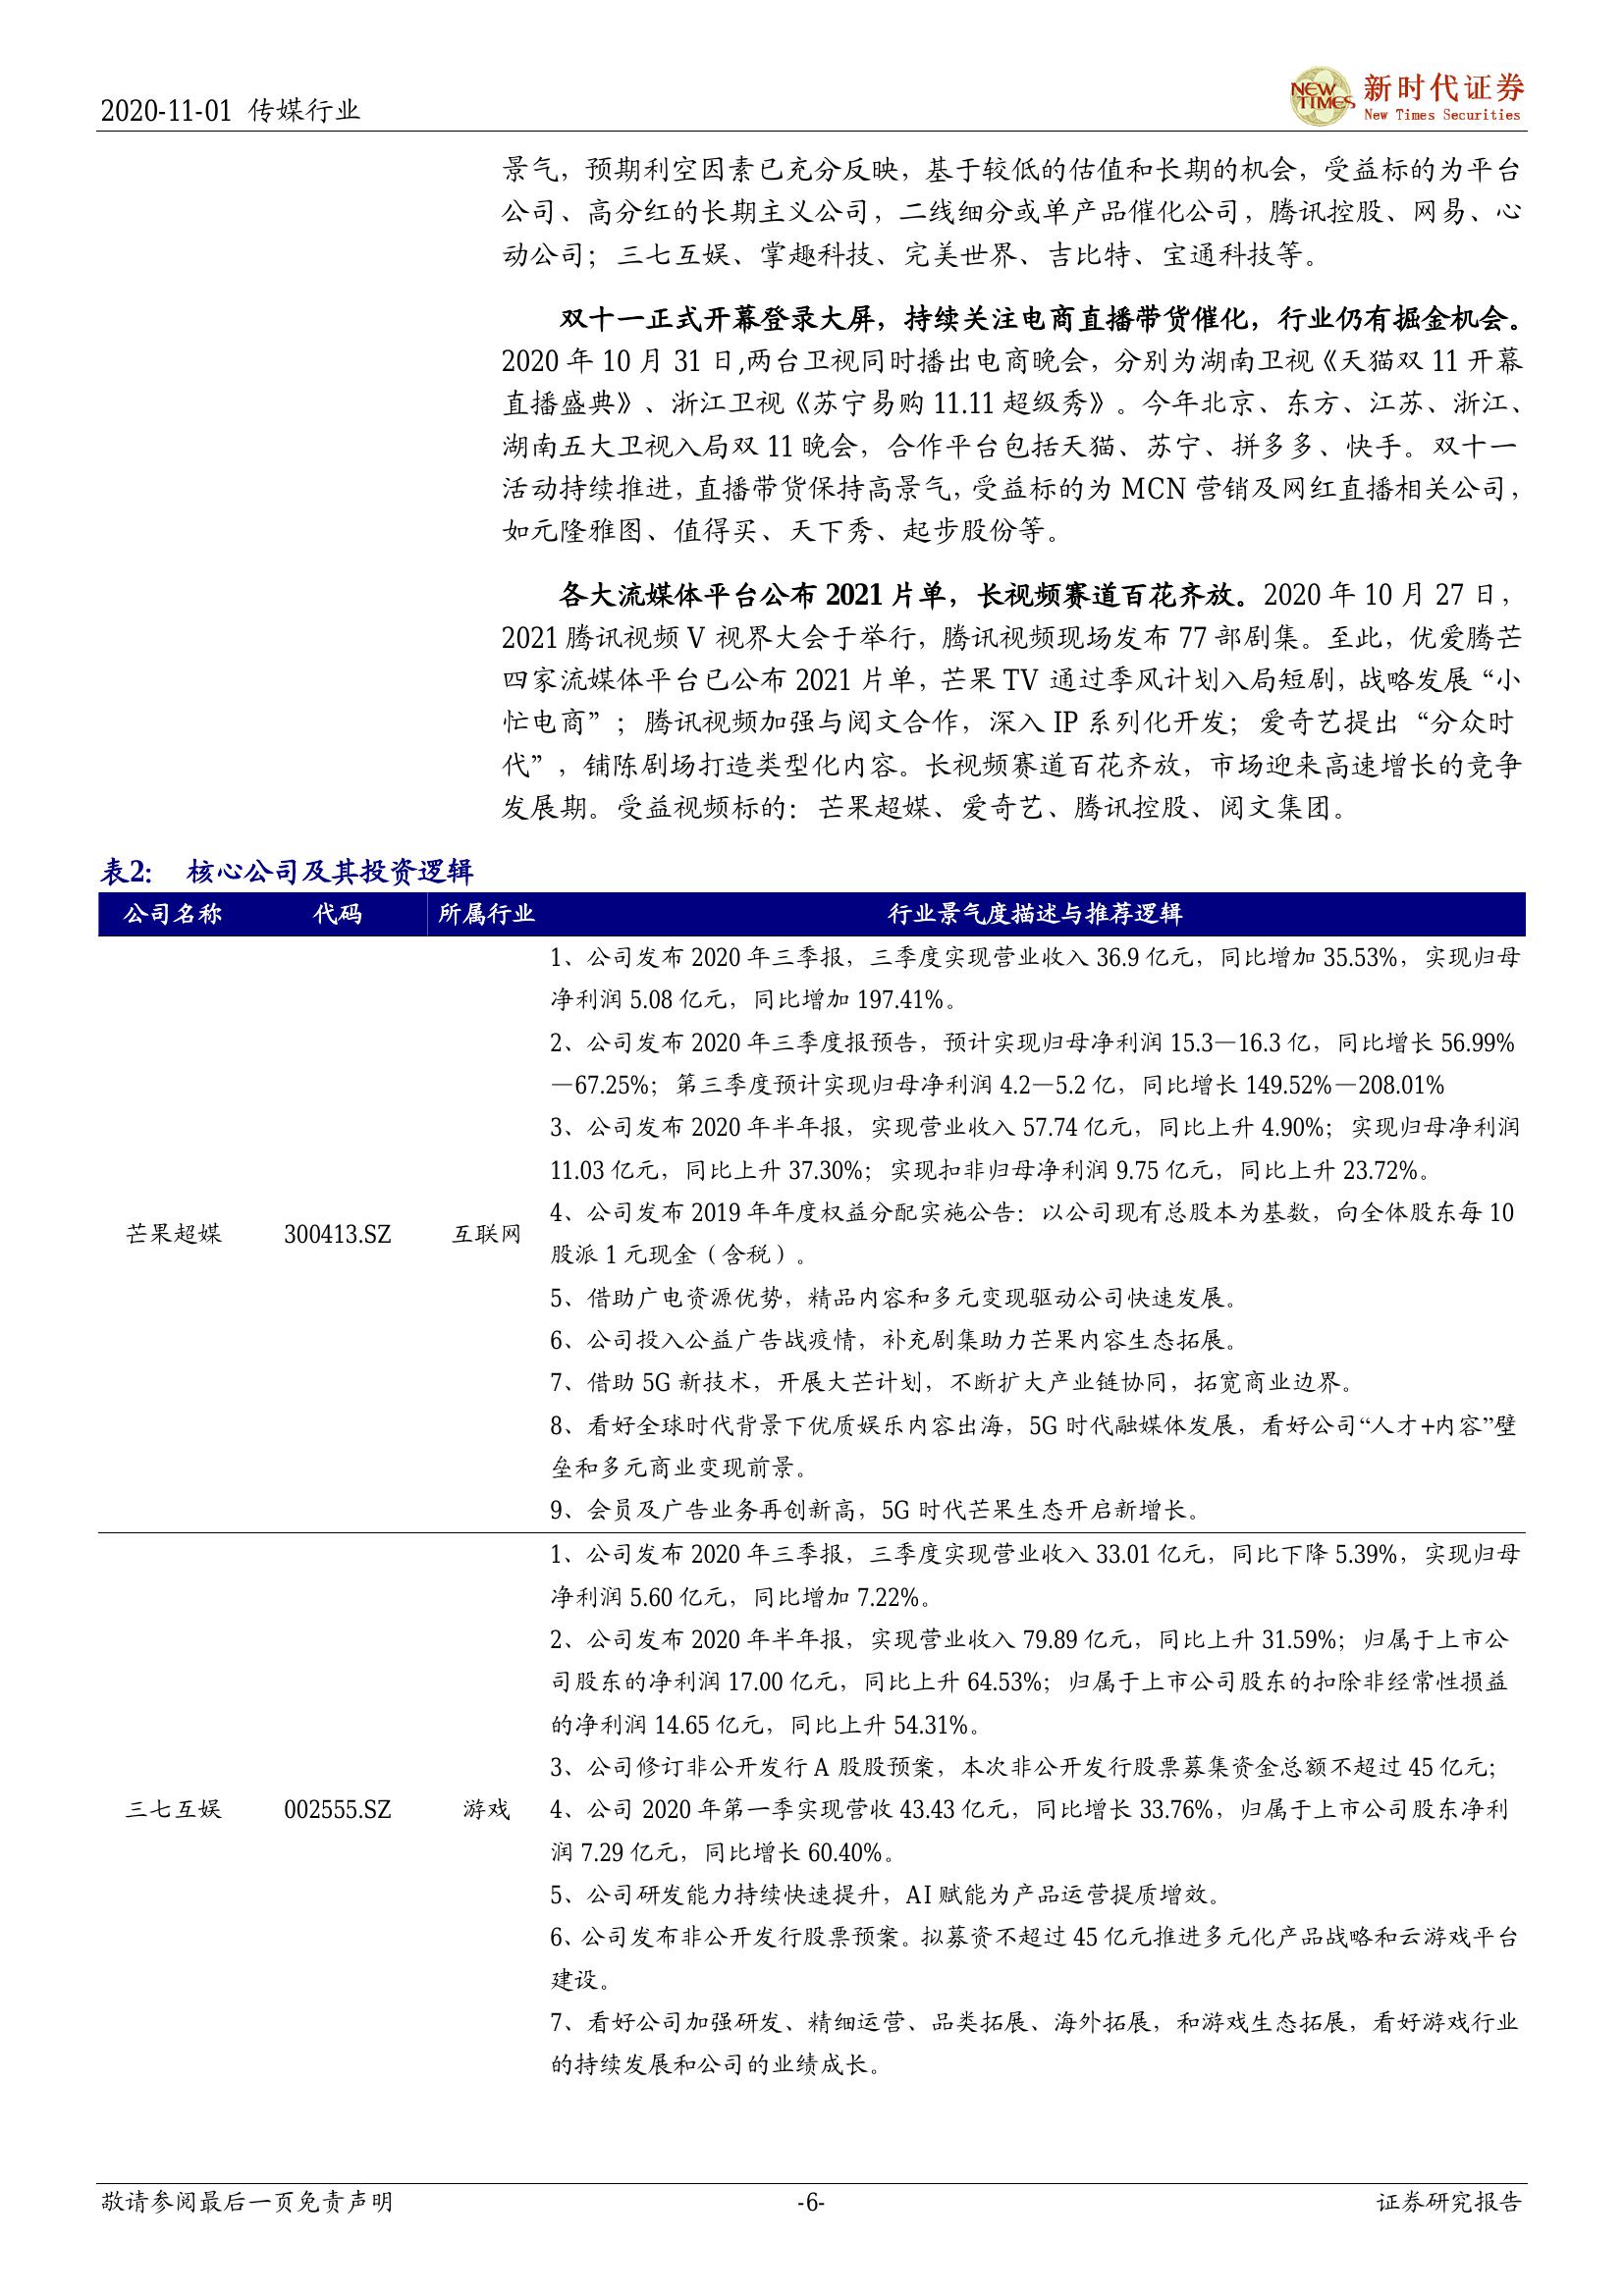 2020-11-01 传媒行业
NEW TIMES
新时代证券
New Times Securities
景气，预期利空因素已充分反映，基于较低的估值和长期的机会，受益标的为平台
公司、高分红的长期主义公司，二线细分或单产品催化公司，腾讯控股、网易、心
动公司；三七互娱、掌趣科技、完美世界、吉比特、宝通科技等。
双十一正式开幕登录大屏，持续关注电商直播带货催化，行业仍有掘金机会。
2020 年 10 月 31 日,两台卫视同时播出电商晚会，分别为湖南卫视《天猫双 11 开幕
直播盛典》、浙江卫视《苏宁易购 11.11 超级秀》。今年北京、东方、江苏、浙江、
湖南五大卫视入局双 11 晚会，合作平台包括天猫、苏宁、拼多多、快手。双十一
活动持续推进，直播带货保持高景气，受益标的为 MCN 营销及网红直播相关公司，
如元隆雅图、值得买、天下秀、起步股份等。
各大流媒体平台公布 2021 片单，长视频赛道百花齐放。2020 年 10 月 27 日，
2021 腾讯视频 V 视界大会于举行，腾讯视频现场发布 77 部剧集。至此，优爱腾芒
四家流媒体平台已公布 2021 片单，芒果 TV 通过季风计划入局短剧，战略发展“小
忙电商”；腾讯视频加强与阅文合作，深入 IP 系列化开发；爱奇艺提出“分众时
代”，铺陈剧场打造类型化内容。长视频赛道百花齐放，市场迎来高速增长的竞争
发展期。受益视频标的：芒果超媒、爱奇艺、腾讯控股、阅文集团。
表2： 核心公司及其投资逻辑
公司名称 代码 所属行业 行业景气度描述与推荐逻辑
1、公司发布 2020 年三季报，三季度实现营业收入 36.9 亿元，同比增加 35.53%，实现归母
净利润 5.08 亿元，同比增加 197.41%。
2、公司发布 2020 年三季度报预告，预计实现归母净利润 15.3—16.3 亿，同比增长 56.99%
—67.25%；第三季度预计实现归母净利润 4.2—5.2 亿，同比增长 149.52%—208.01%
3、公司发布 2020 年半年报，实现营业收入 57.74 亿元，同比上升 4.90%；实现归母净利润
11.03 亿元，同比上升 37.30%；实现扣非归母净利润 9.75 亿元，同比上升 23.72%。
4、公司发布 2019 年年度权益分配实施公告：以公司现有总股本为基数，向全体股东每 10
芒果超媒 300413.SZ 互联网
股派 1 元现金（含税）。
5、借助广电资源优势，精品内容和多元变现驱动公司快速发展。
6、公司投入公益广告战疫情，补充剧集助力芒果内容生态拓展。
7、借助 5G 新技术，开展大芒计划，不断扩大产业链协同，拓宽商业边界。
8、看好全球时代背景下优质娱乐内容出海，5G 时代融媒体发展，看好公司“人才+内容”壁
垒和多元商业变现前景。
9、会员及广告业务再创新高，5G 时代芒果生态开启新增长。
1、公司发布 2020 年三季报，三季度实现营业收入 33.01 亿元，同比下降 5.39%，实现归母
净利润 5.60 亿元，同比增加 7.22%。
2、公司发布 2020 年半年报，实现营业收入 79.89 亿元，同比上升 31.59%；归属于上市公
司股东的净利润 17.00 亿元，同比上升 64.53%；归属于上市公司股东的扣除非经常性损益
的净利润 14.65 亿元，同比上升 54.31%。
3、公司修订非公开发行 A 股股预案，本次非公开发行股票募集资金总额不超过 45 亿元；
三七互娱 002555.SZ 游戏 4、公司 2020 年第一季实现营收 43.43 亿元，同比增长 33.76%，归属于上市公司股东净利
润 7.29 亿元，同比增长 60.40%。
5、公司研发能力持续快速提升，AI 赋能为产品运营提质增效。
6、公司发布非公开发行股票预案。拟募资不超过 45 亿元推进多元化产品战略和云游戏平台
建设。
7、看好公司加强研发、精细运营、品类拓展、海外拓展，和游戏生态拓展，看好游戏行业
的持续发展和公司的业绩成长。
敬请参阅最后一页免责声明 -6- 证券研究报告